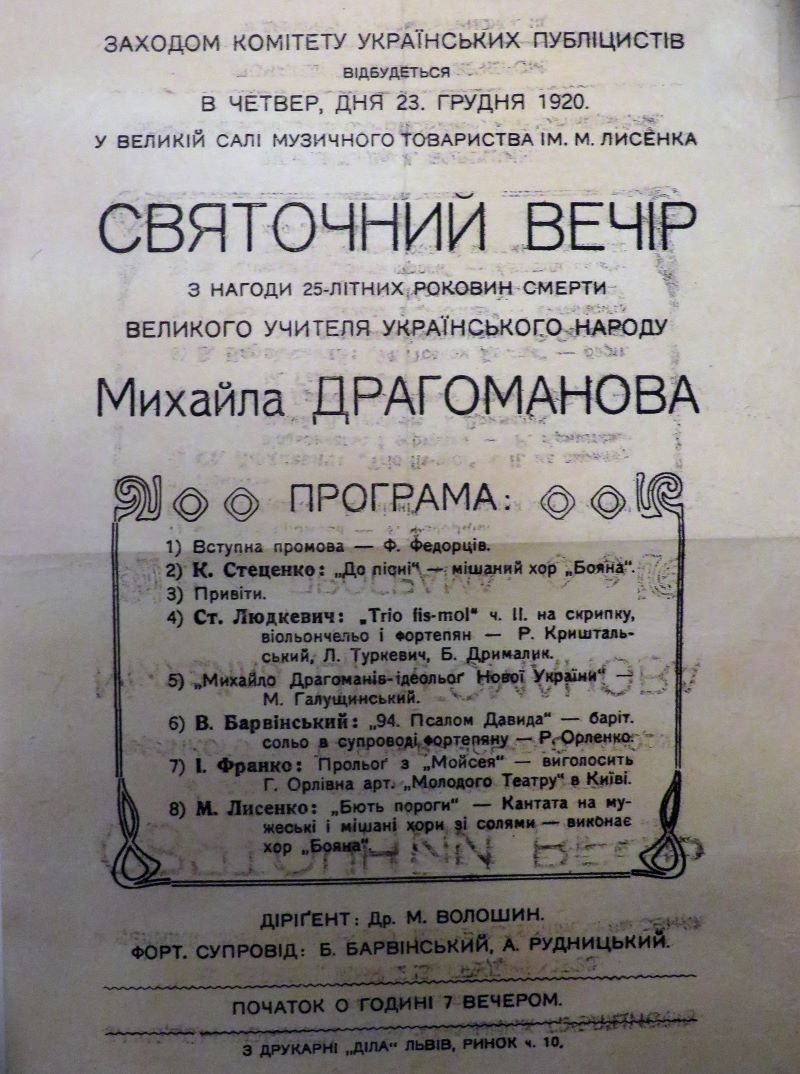 ЗАХОДОМ КОМІТЕТУ УКРАЇНСЬКИХ ПУБЛІЦИСТІВ
ВІДБУДЕТЬСЯ
В ЧЕТВЕР, ДНЯ 23. ГРУДНЯ 1920.
У ВЕЛИКІЙ САЛІ МУЗИЧНОГО ТОВАРИСТВА ІМ. М. ЛИСЕНКА
СВЯТОЧНИЙ ВЕЧІР
З НАГОДИ 25-ЛІТНИХ РОКОВИН СМЕРТИ
ВЕЛИКОГО УЧИТЕЛЯ УКРАЇНСЬКОГО НАРОДУ
Михайла ДРАГОМАНОВА
ПРОГРАМА:
1) Вступна промова — Ф. Федорців.
2) К. Стеценко: „До пісні“ — мішаний хор „Бояна“.
3) Привіти.
4) Ст. Людкевич: „Trio fis-mol“ ч. II. на скрипку,
віольончельо і фортепян — Р. Кришталь-
ський, Л. Туркевич, Б. Дрималик.
5) „Михайло Драгоманів-ідеольоґ Нової України“ —
М. Галущинський.
6) В. Барвінський: „94. Псалом Давида“ — баріт.
сольо в супроводі фортепяну — Р. Орленко.
7) І. Франко: Прольоґ з „Мойсея“ — виголосить
Г. Орлівна арт. „Молодого Театру“ в Київі.
8) М. Лисенко: „Бють пороги“ — Кантата на му-
жеські і мішані хори зі солями — виконає
хор „Бояна“.
ДІРІҐЕНТ: Др. М. ВОЛОШИН.
ФОРТ. СУПРОВІД: Б. БАРВІНСЬКИЙ, А. РУДНИЦЬКИЙ.
ПОЧАТОК О ГОДИНІ 7 ВЕЧЕРОМ.
З ДРУКАРНІ „ДІЛА“ ЛЬВІВ, РИНОК ч. 10.